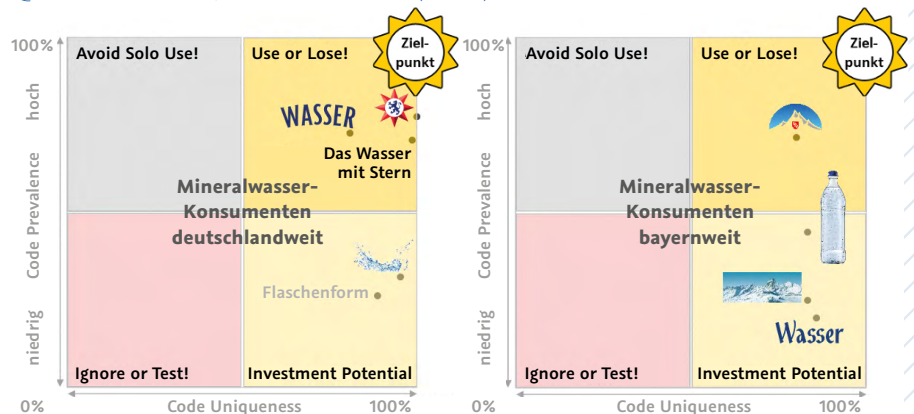 100%
hoch
Code Prevalence
niedrig
0%
Avoid Solo Use!
Use or Lose!
Ziel-
punkt
WASSER
Das Wasser
mit Stern
Mineralwasser-
Konsumenten
deutschlandweit
Flaschenform
Ignore or Test!
Investment Potential
Code Uniqueness
100%
100%
hoch
Code Prevalence
niedrig
0%
Avoid Solo Use!
Use or Lose!
Ziel-
punkt
Mineralwasser-
Konsumenten
bayernweit
Wasser
Ignore or Test!
Investment Potential
Code Uniqueness
100%